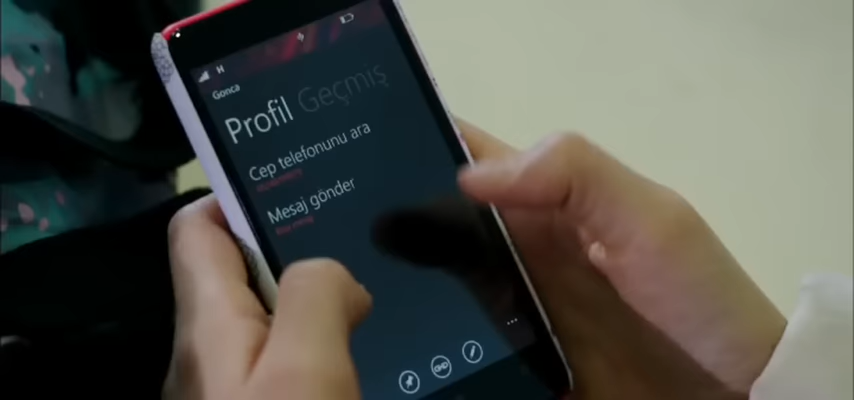 H
Gonca
Profil Geçmiş
Cep telefonunu ara
Mesaj gönder